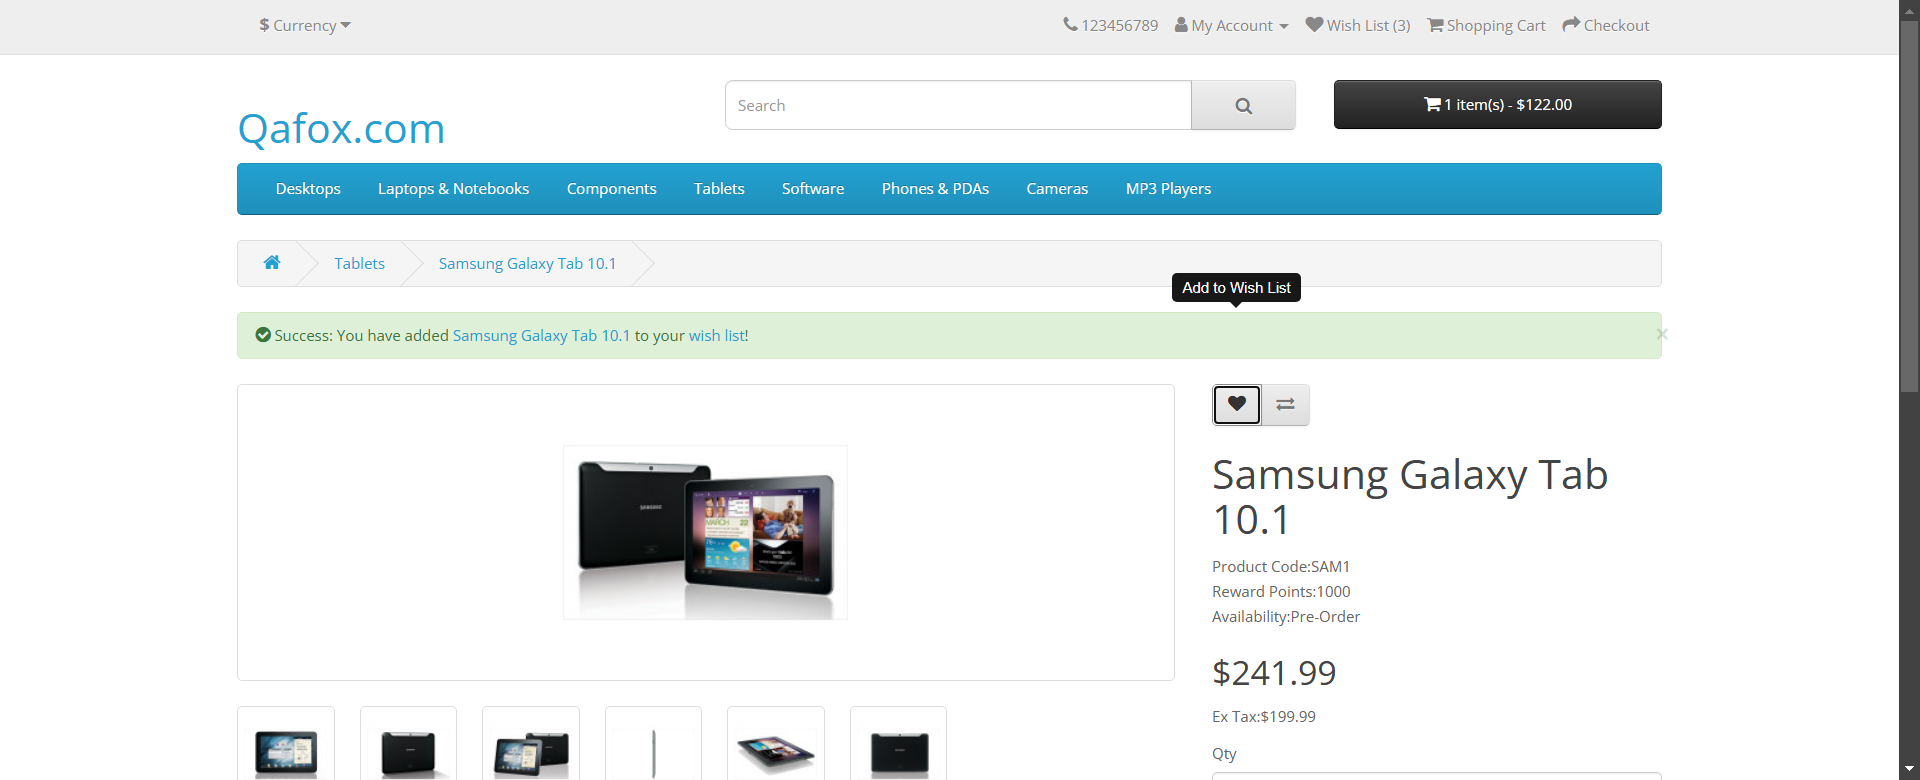 $ Currency
123456789 My Account Wish List (3) Shopping Cart Checkout
Search
1 item(s) - $122.00
Qafox.com
Desktops Laptops & Notebooks Components Tablets Software Phones & PDAs Cameras MP3 Players
Tablets Samsung Galaxy Tab 10.1
Add to Wish List
Success: You have added Samsung Galaxy Tab 10.1 to your wish list!
×
SAMSUNG
MARCH 22
Samsung Galaxy Tab
10.1
Product Code:SAM1
Reward Points:1000
Availability:Pre-Order
$241.99
Ex Tax:$199.99
Qty